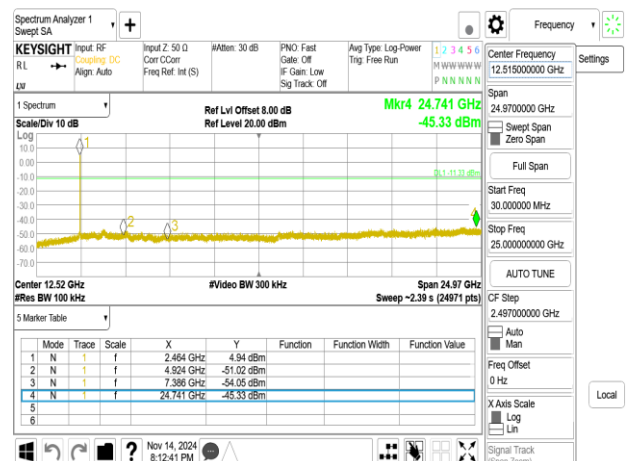 Spectrum Analyzer 1
Swept SA
Frequency
KEYSIGHT
RL
LXI
Input: RF
Coupling: DC
Align: Auto
Input Z: 50 Ω
Corr CCorr
Freq Ref: Int (S)
#Atten: 30 dB
PNO: Fast
Gate: Off
IF Gain: Low
Sig Track: Off
Avg Type: Log-Power
Trig: Free Run
1 2 3 4 5 6
M W W W W W
P N N N N N
1 Spectrum
Scale/Div 10 dB
Ref Lvl Offset 8.00 dB
Ref Level 20.00 dBm
Mkr4 24.741 GHz
-45.33 dBm
Log
10.0
0.00
-10.0
-20.0
-30.0
-40.0
-50.0
-60.0
-70.0
1
2
3
4
DL1 -11.33 dBm
Center 12.52 GHz
#Res BW 100 kHz
#Video BW 300 kHz
Span 24.97 GHz
Sweep ~2.39 s (24971 pts)
5 Marker Table
Mode Trace Scale X Y Function Function Width Function Value
1 N 1 f 2.464 GHz 4.94 dBm
2 N 1 f 4.924 GHz -51.02 dBm
3 N 1 f 7.386 GHz -54.05 dBm
4 N 1 f 24.741 GHz -45.33 dBm
5
6
?
Nov 14, 2024
8:12:41 PM
Center Frequency
12.515000000 GHz
Settings
Span
24.9700000 GHz
Swept Span
Zero Span
Full Span
Start Freq
30.000000 MHz
Stop Freq
25.000000000 GHz
AUTO TUNE
CF Step
2.497000000 GHz
Auto
Man
Freq Offset
0 Hz
X Axis Scale
Log
Lin
Local
Signal Track
(Span Zoom)